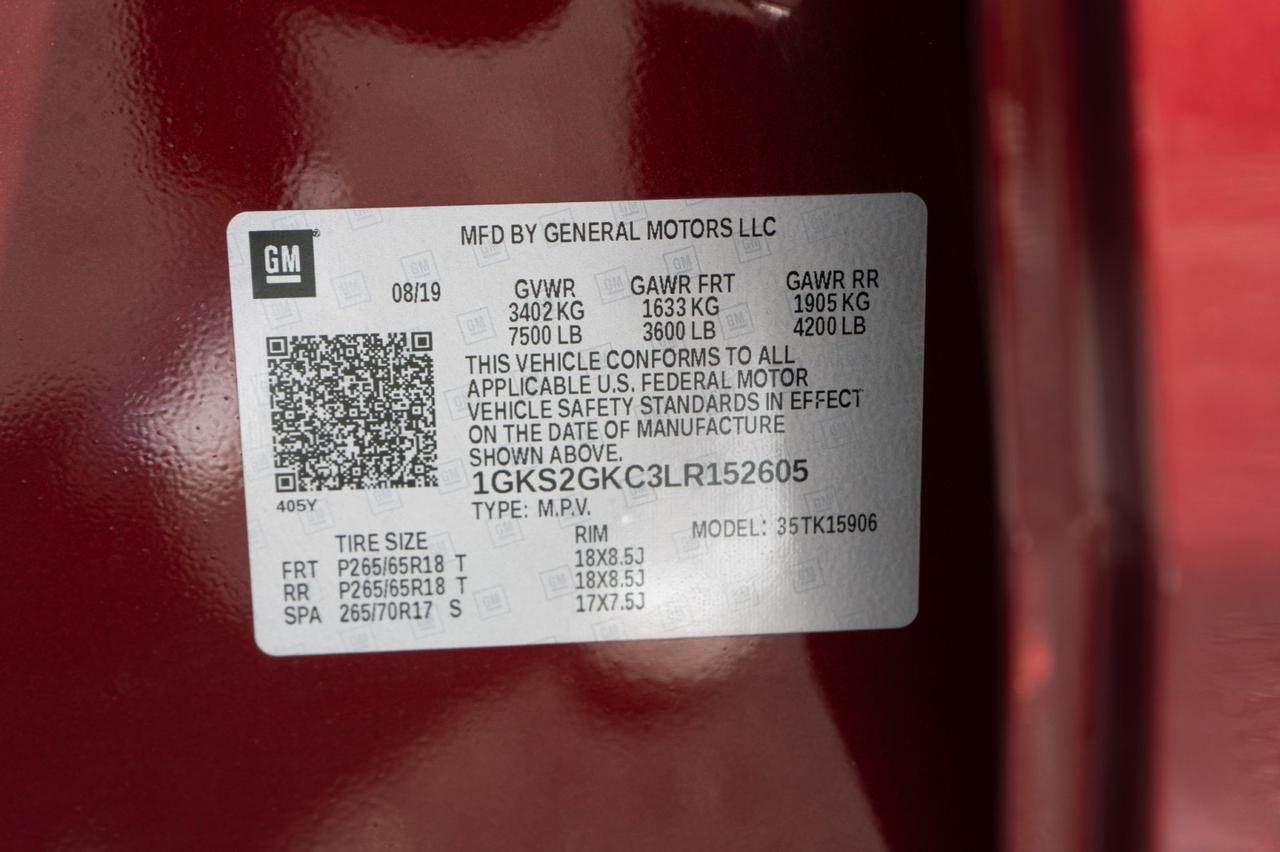 GM
MFD BY GENERAL MOTORS LLC
08/19
GVWR GAWR FRT GAWR RR
3402 KG 1633 KG 1905 KG
7500 LB 3600 LB 4200 LB
THIS VEHICLE CONFORMS TO ALL
APPLICABLE U.S. FEDERAL MOTOR
VEHICLE SAFETY STANDARDS IN EFFECT
ON THE DATE OF MANUFACTURE
SHOWN ABOVE.
1GKS2GKC3LR152605
405Y
TYPE: M.P.V.
MODEL: 35TK15906
TIRE SIZE RIM
FRT P265/65R18 T 18X8.5J
RR P265/65R18 T 18X8.5J
SPA 265/70R17 S 17X7.5J